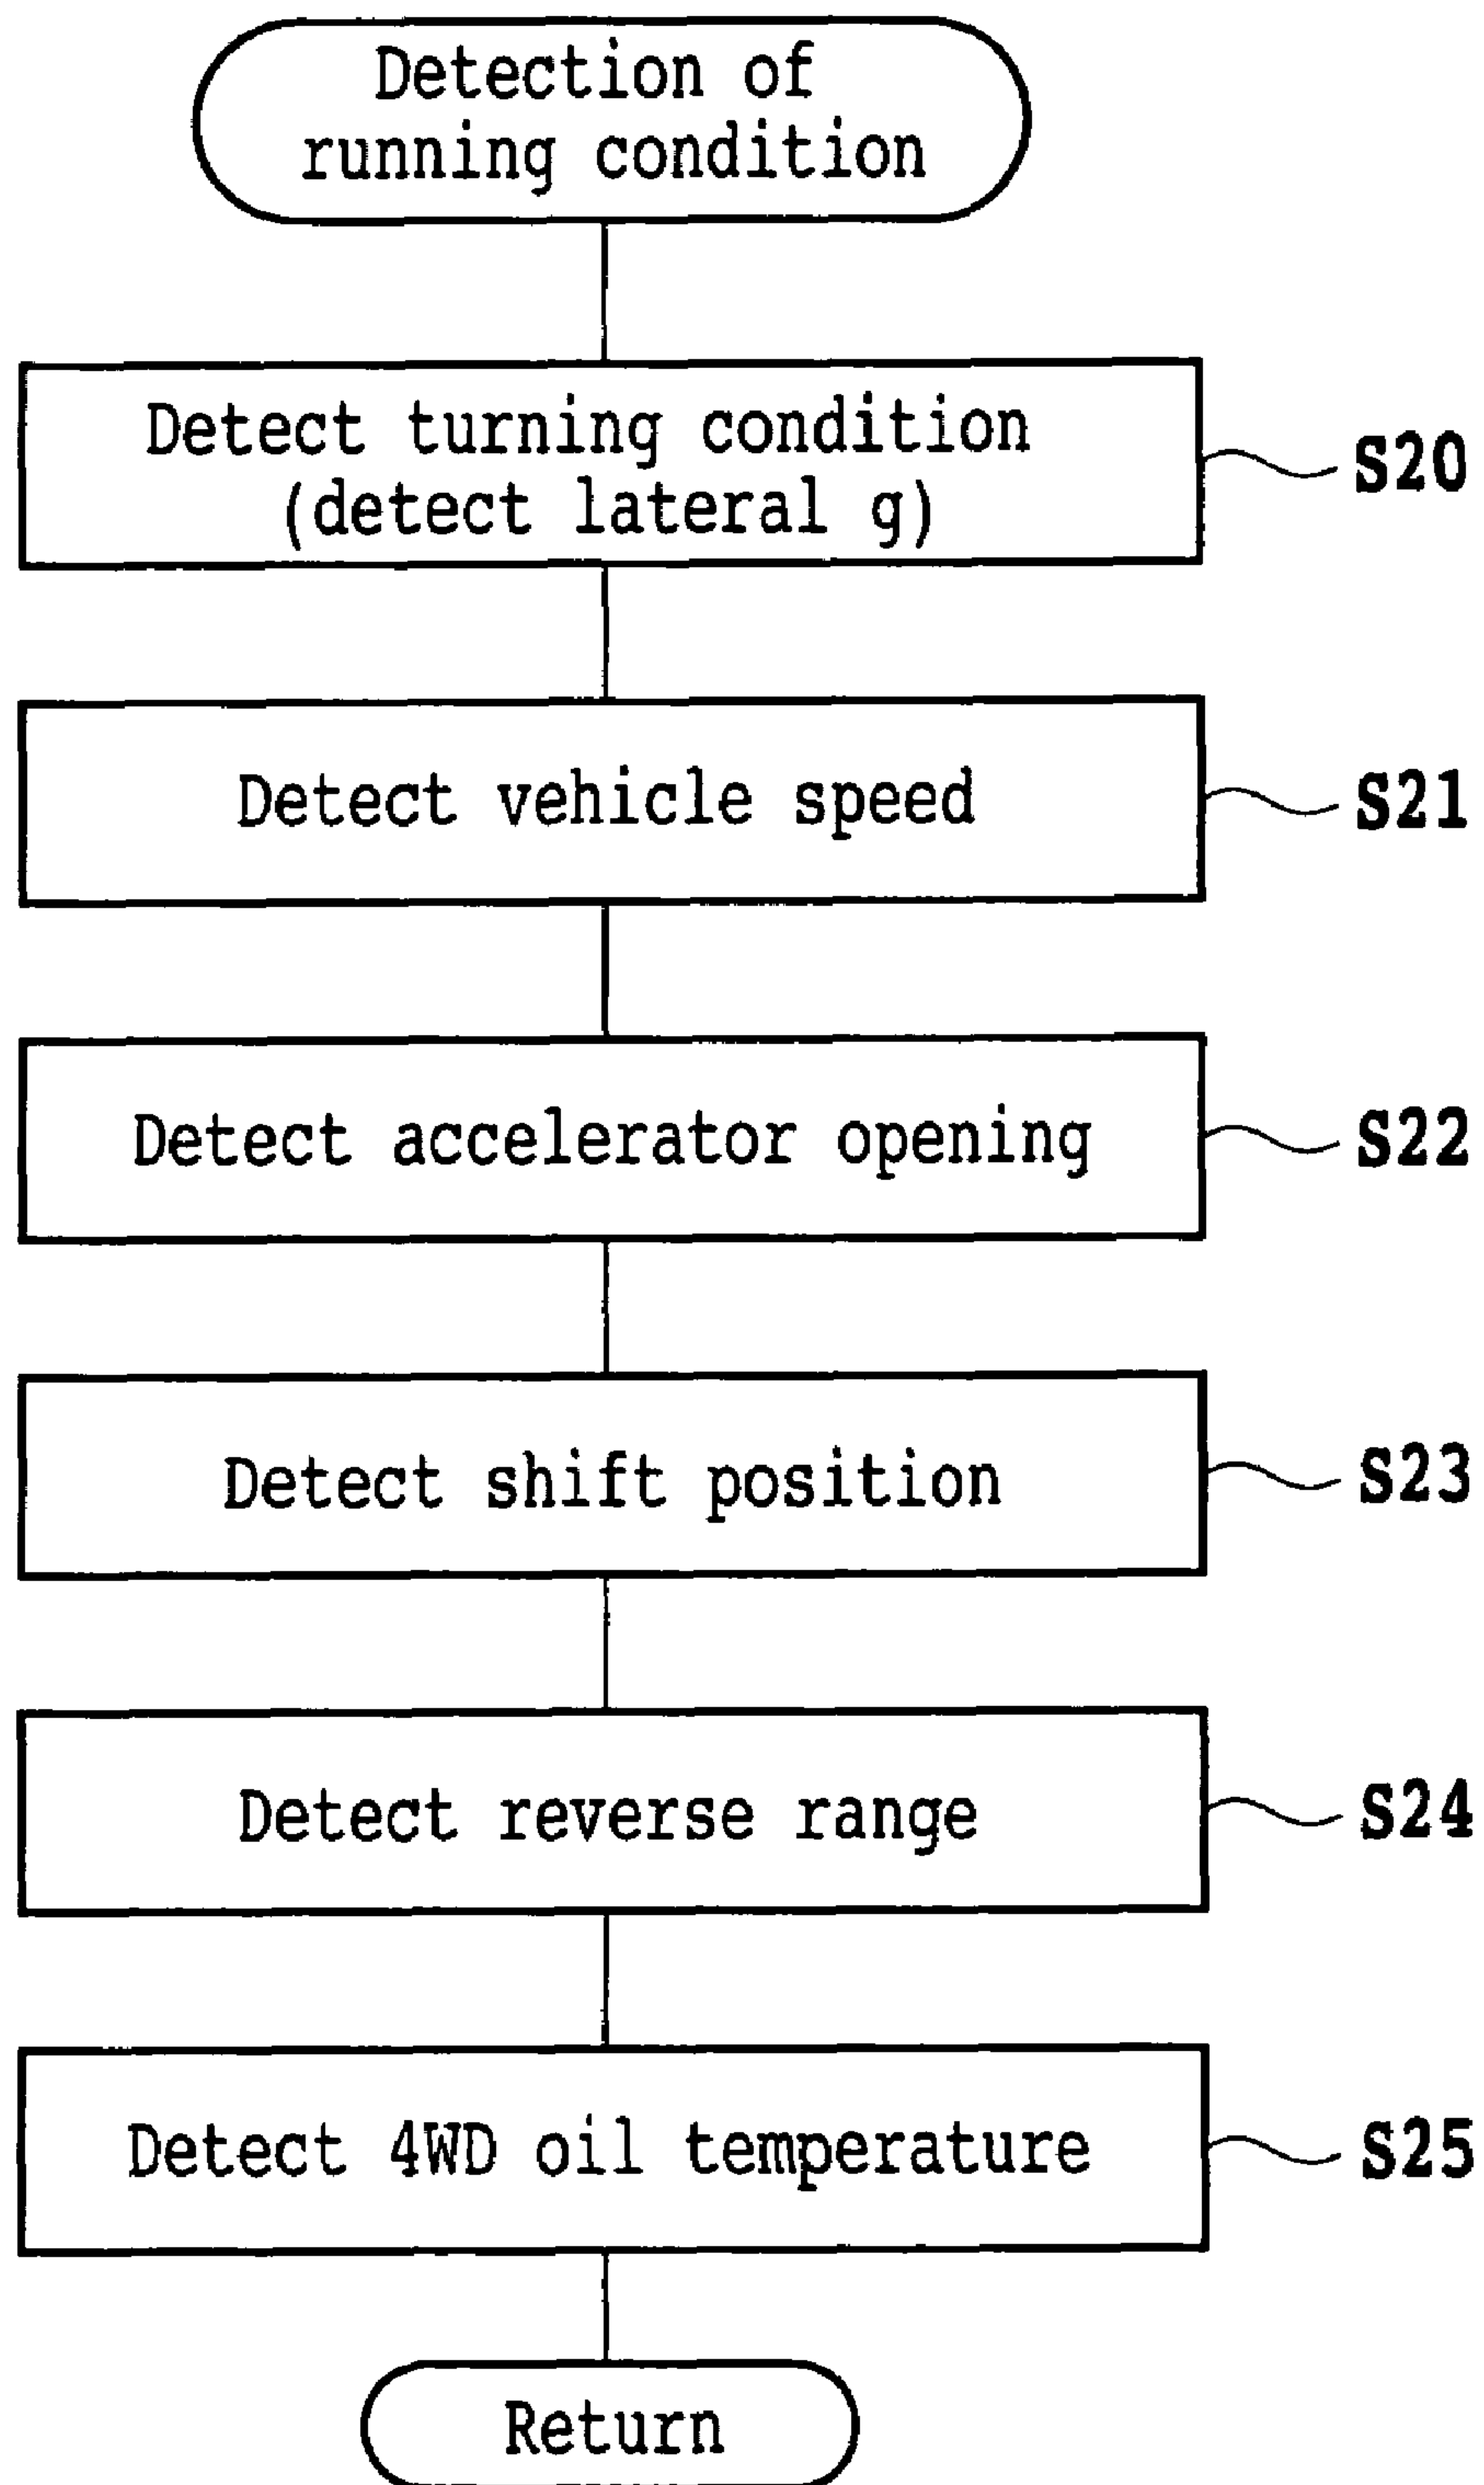 Detection of
running condition
Detect turning condition
(detect lateral g)
S20
Detect vehicle speed
S21
Detect accelerator opening
S22
Detect shift position
S23
Detect reverse range
S24
Detect 4WD oil temperature
S25
Return